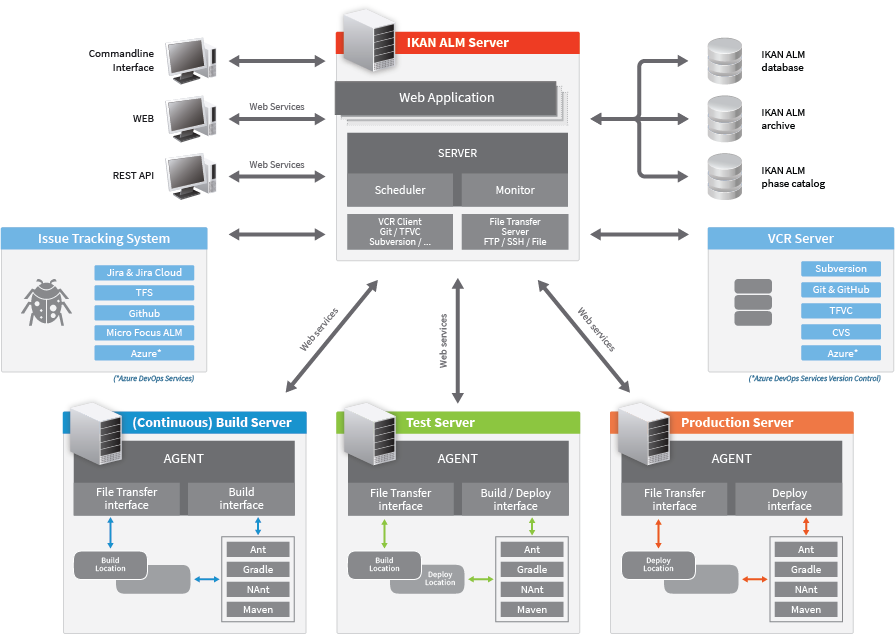 IKAN ALM Server
Commandline
Interface
WEB
Web Services
REST API
Web Services
Web Application
SERVER
Scheduler
Monitor
VCR Client
Git / TFVC
Subversion / ...
File Transfer
Server
FTP / SSH / File
IKAN ALM
database
IKAN ALM
archive
IKAN ALM
phase catalog
Issue Tracking System
Jira & Jira Cloud
TFS
Github
Micro Focus ALM
Azure*
(*Azure DevOps Services)
VCR Server
Subversion
Git & GitHub
TFVC
CVS
Azure*
(*Azure DevOps Services Version Control)
Web services
Web services
Web services
(Continuous) Build Server
AGENT
File Transfer
interface
Build
interface
Build
Location
Ant
Gradle
NAnt
Maven
Test Server
AGENT
File Transfer
interface
Build / Deploy
interface
Build
Location
Deploy
Location
Ant
Gradle
NAnt
Maven
Production Server
AGENT
File Transfer
interface
Deploy
interface
Deploy
Location
Ant
Gradle
NAnt
Maven